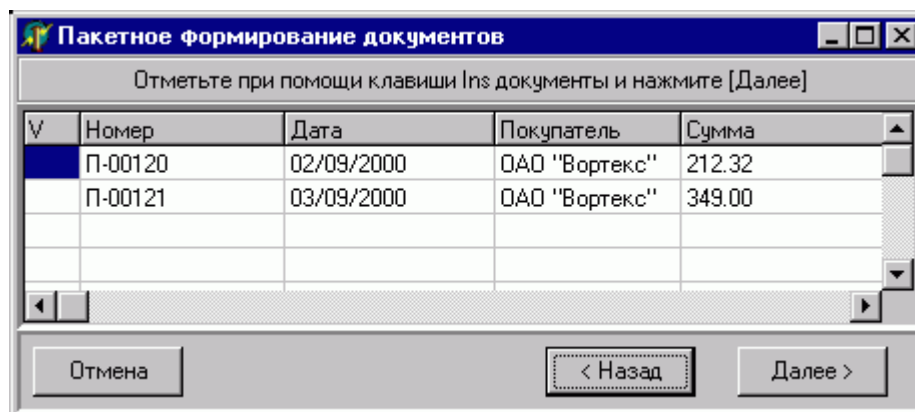 Пакетное формирование документов
Отметьте при помощи клавиши Ins документы и нажмите [Далее]
V Номер Дата Покупатель Сумма
П-00120 02/09/2000 ОАО "Вортекс" 212.32
П-00121 03/09/2000 ОАО "Вортекс" 349.00
Отмена < Назад Далее >